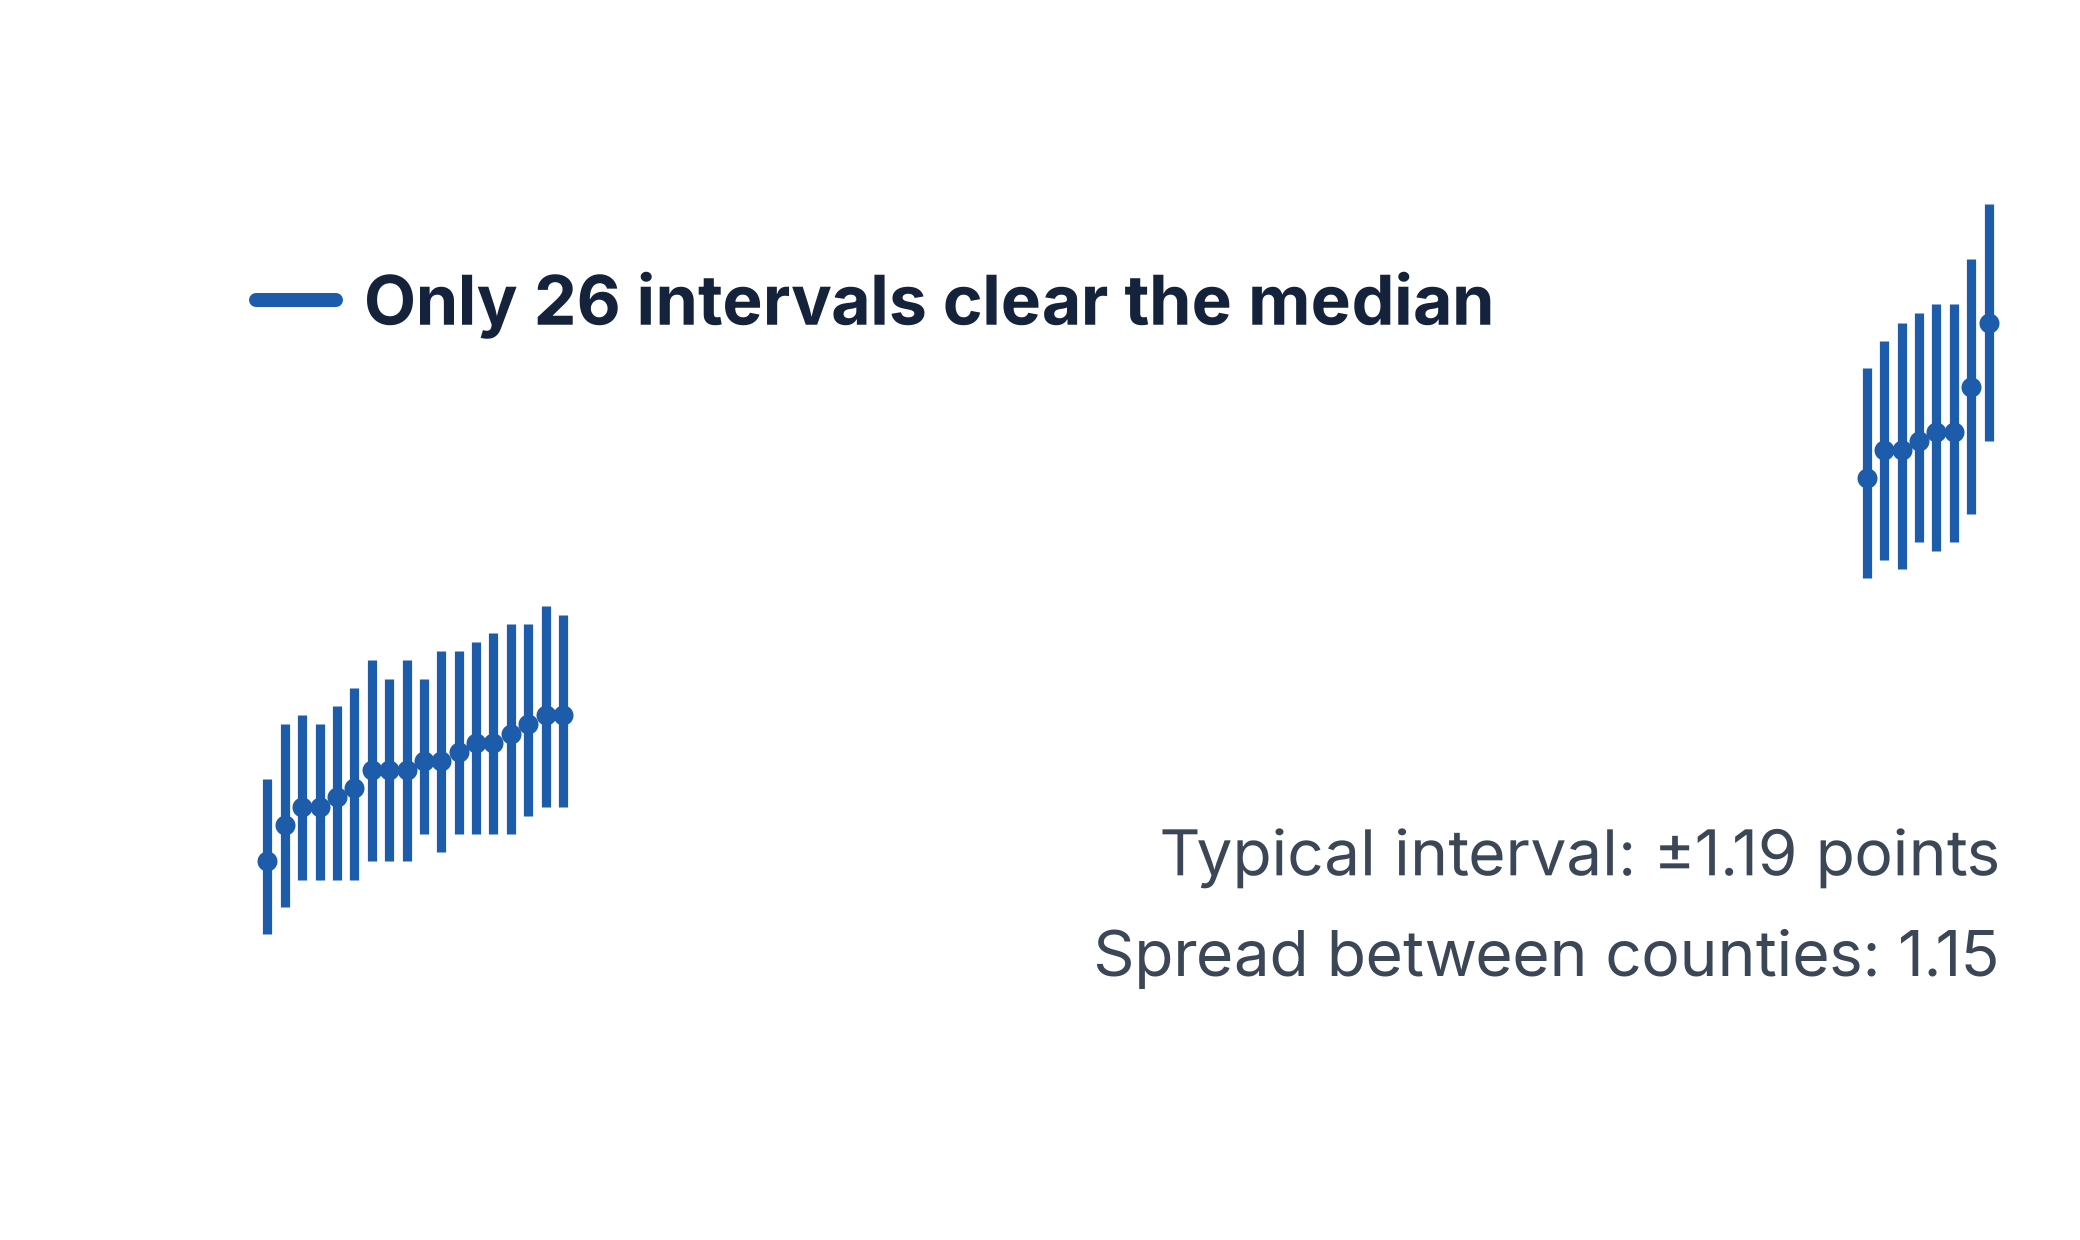 Only 26 intervals clear the median
Typical interval: ±1.19 points
Spread between counties: 1.15